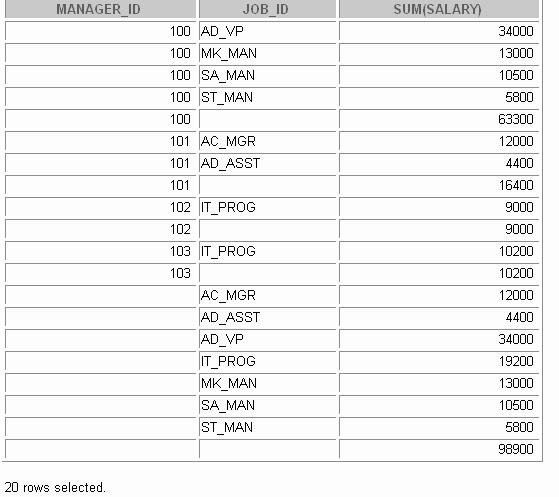 MANAGER_ID JOB_ID SUM(SALARY)
100 AD_VP 34000
100 MK_MAN 13000
100 SA_MAN 10500
100 ST_MAN 5800
100 63300
101 AC_MGR 12000
101 AD_ASST 4400
101 16400
102 IT_PROG 9000
102 9000
103 IT_PROG 10200
103 10200
AC_MGR 12000
AD_ASST 4400
AD_VP 34000
IT_PROG 19200
MK_MAN 13000
SA_MAN 10500
ST_MAN 5800
98900
20 rows selected.